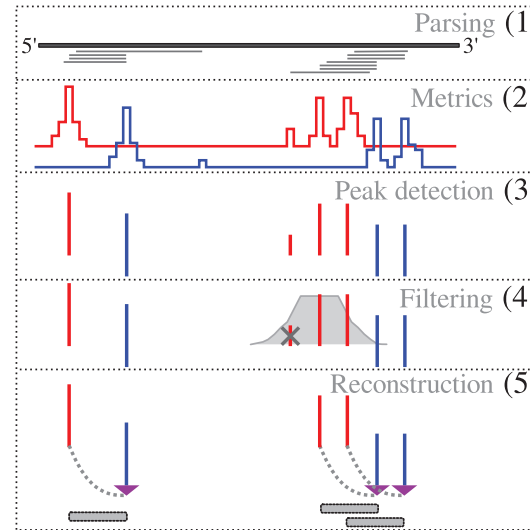 Parsing (1
5' 3'
Metrics (2
Peak detection (3
Filtering (4
Reconstruction (5